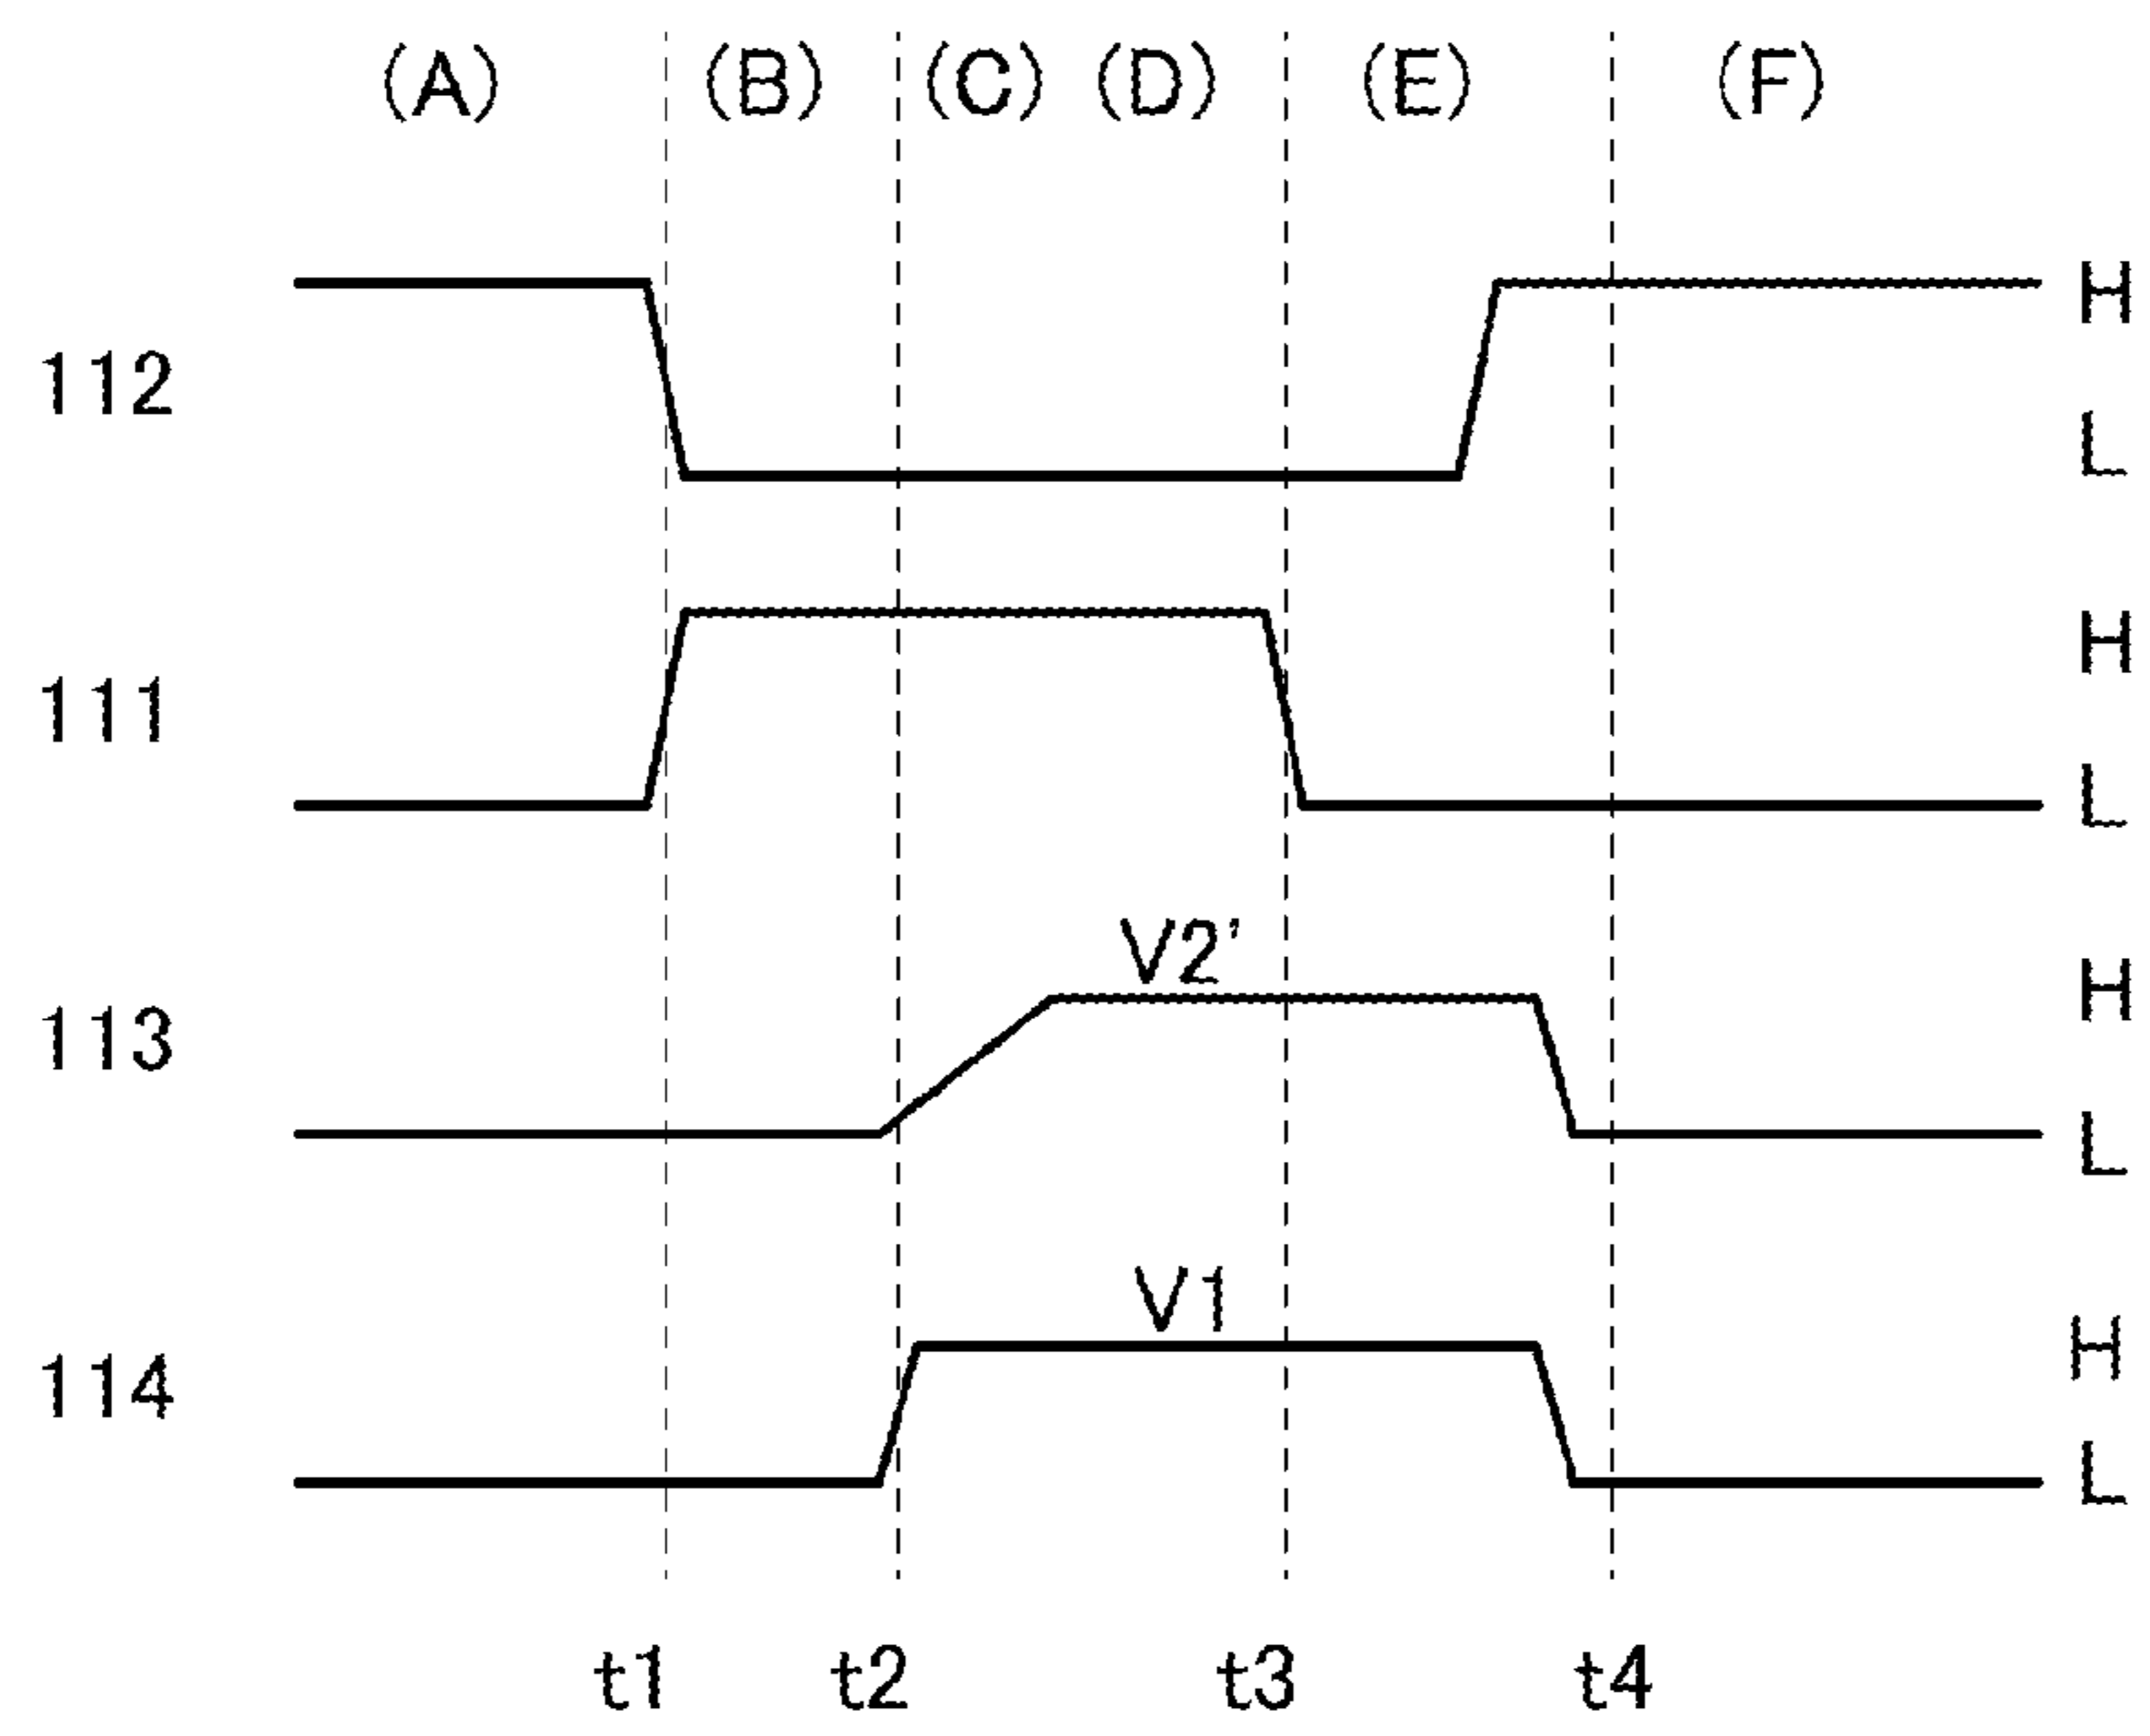 (A) (B) (C) (D) (E) (F)
H
112
L
H
111
L
V2'
H
113
L
V1
H
114
L
t1 t2 t3 t4